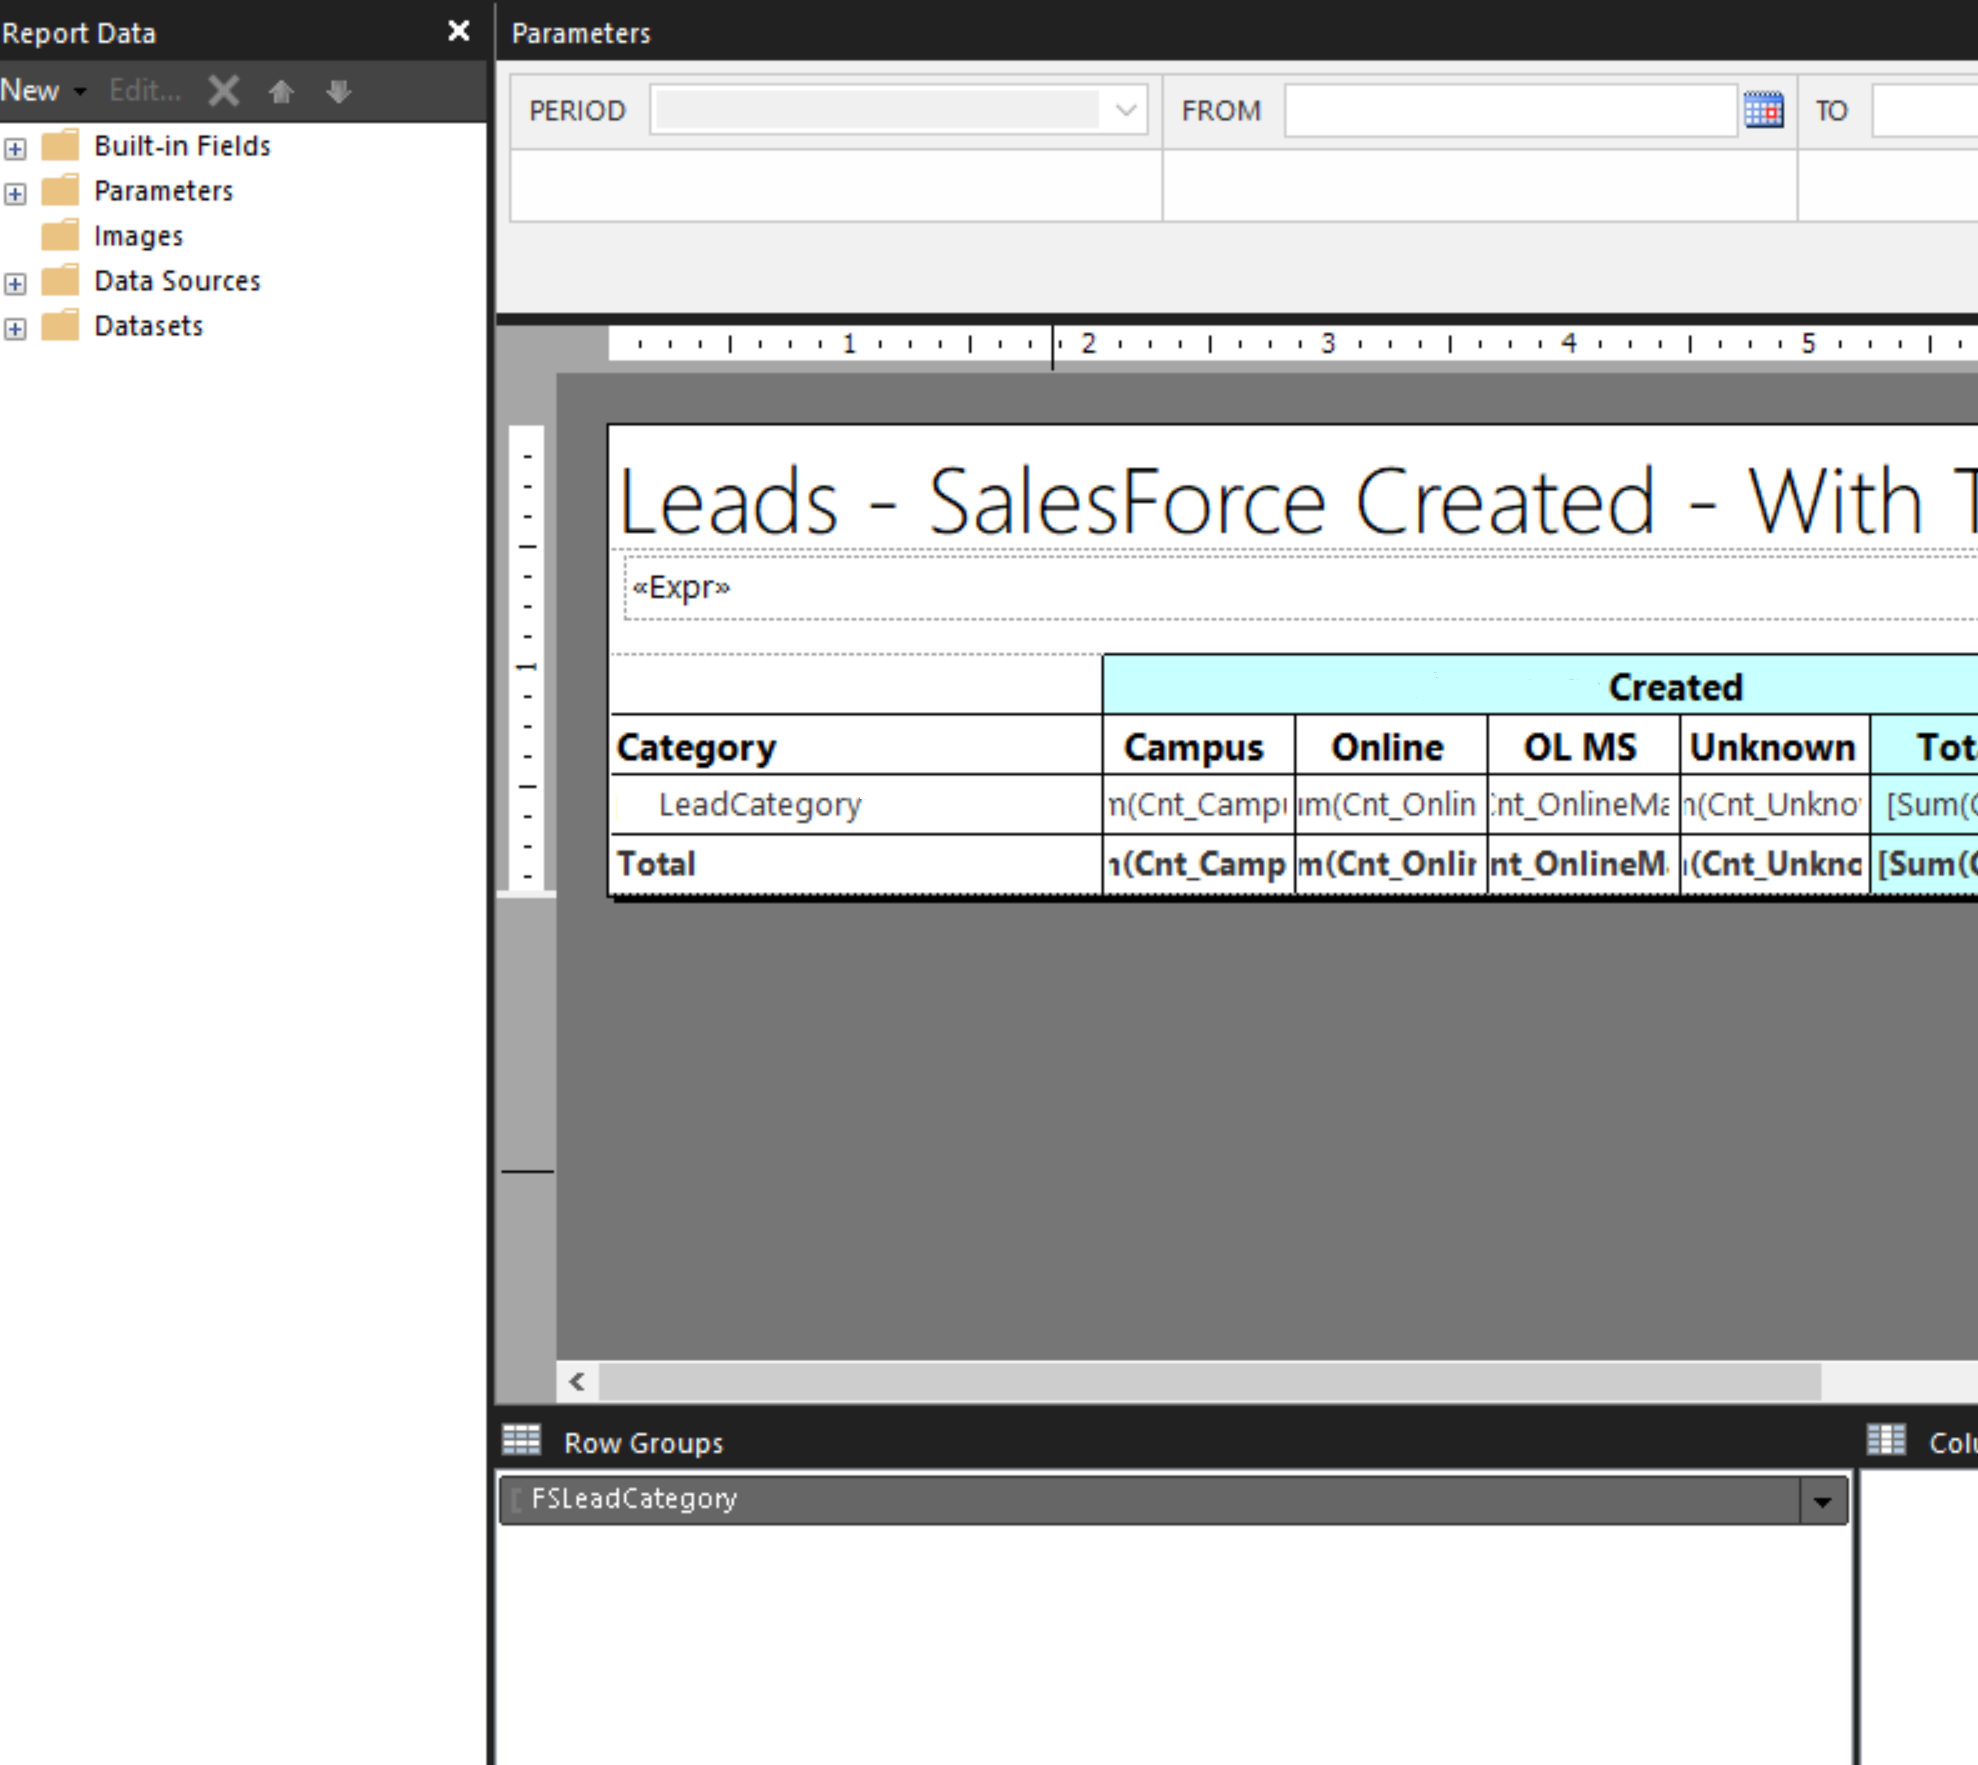 Report Data
New Edit...
Built-in Fields
Parameters
Images
Data Sources
Datasets
Parameters
PERIOD FROM TO
1 2 3 4 5
1
Leads - SalesForce Created - With T
«Expr»
Created
Category Campus Online OL MS Unknown Tot
LeadCategory m(Cnt_Campu um(Cnt_Onlin Cnt_OnlineMa n(Cnt_Unkno [Sum(C
Total n(Cnt_Camp m(Cnt_Onlin nt_OnlineM (Cnt_Unkno [Sum(C
Row Groups
Colu
FSLeadCategory